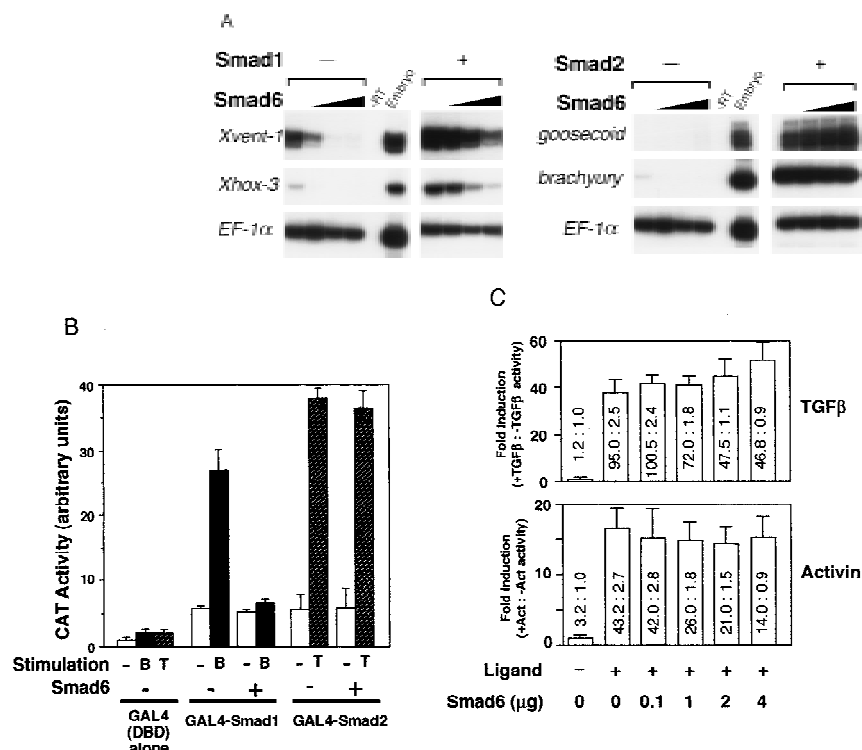 A
Smad1 − +
Smad6 -RT Embryo
Xvent-1
Xhox-3
EF-1α
Smad2 − +
Smad6 -RT Embryo
goosecoid
brachyury
EF-1α
B
CAT Activity (arbitrary units)
40
30
20
10
0
Stimulation - B T - B - B - T - T
Smad6 - - + - +
GAL4 (DBD) alone
GAL4-Smad1
GAL4-Smad2
C
Fold Induction
(+TGFβ : -TGFβ activity)
60
40
20
0
1.2 : 1.0
95.0 : 2.5
100.5 : 2.4
72.0 : 1.8
47.5 : 1.1
46.8 : 0.9
TGFβ
Fold Induction
(+Act : -Act activity)
20
10
0
3.2 : 1.0
43.2 : 2.7
42.0 : 2.8
26.0 : 1.8
21.0 : 1.5
14.0 : 0.9
Activin
Ligand − + + + + +
Smad6 (µg) 0 0 0.1 1 2 4